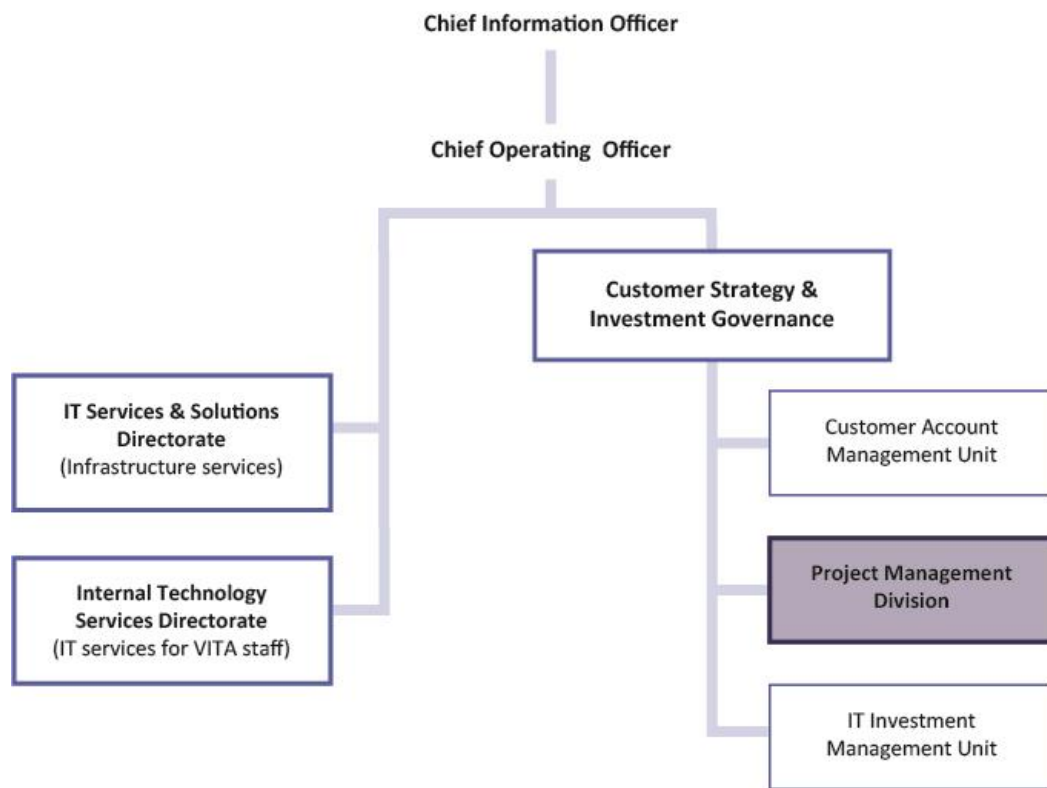 Chief Information Officer
Chief Operating Officer
Customer Strategy &
Investment Governance
IT Services & Solutions
Directorate
(Infrastructure services)
Internal Technology
Services Directorate
(IT services for VITA staff)
Customer Account
Management Unit
Project Management
Division
IT Investment
Management Unit